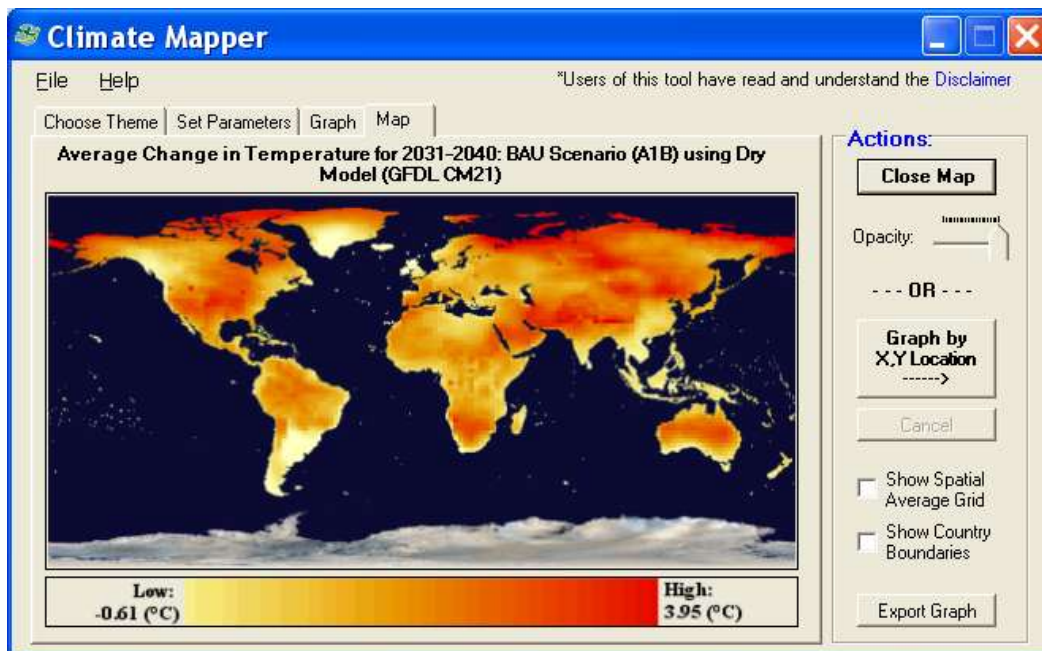 Climate Mapper
File Help
*Users of this tool have read and understand the Disclaimer
Choose Theme Set Parameters Graph Map
Average Change in Temperature for 2031-2040: BAU Scenario (A1B) using Dry
Model (GFDL CM21)
Low:
-0.61 (°C)
High:
3.95 (°C)
Actions:
Close Map
Opacity:
- - - OR - - -
Graph by
X,Y Location
------>
Cancel
Show Spatial
Average Grid
Show Country
Boundaries
Export Graph